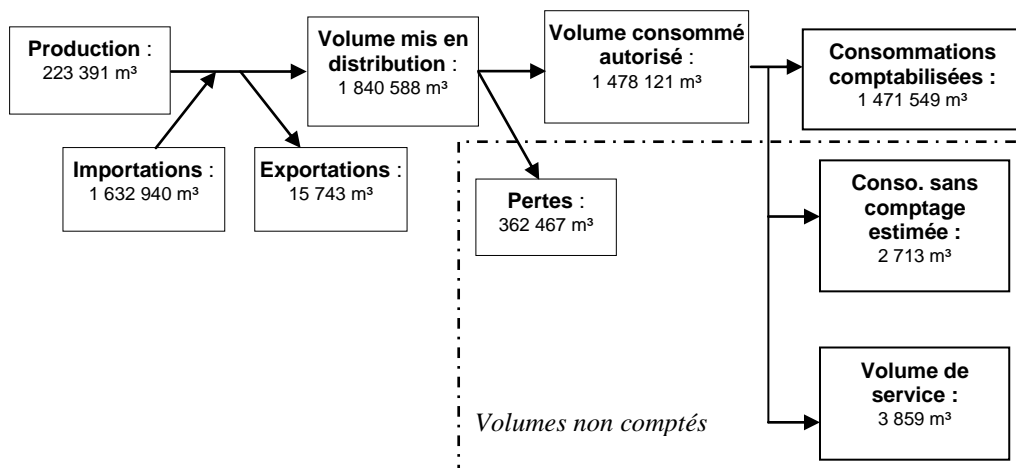 Production :
223 391 m³
Volume mis en
distribution :
1 840 588 m³
Volume consommé
autorisé :
1 478 121 m³
Consommations
comptabilisées :
1 471 549 m³
Importations :
1 632 940 m³
Exportations :
15 743 m³
Pertes :
362 467 m³
Conso. sans
comptage
estimée :
2 713 m³
Volume de
service :
3 859 m³
Volumes non comptés